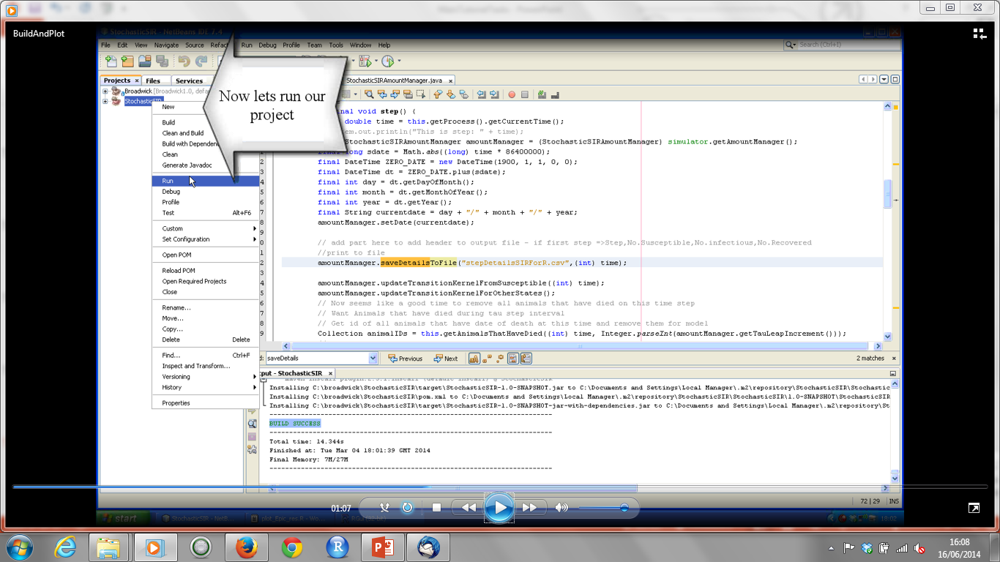 BuildAndPlot
StochasticSIR - NetBeans IDE 7.4
File Edit View Navigate Source Refac Run Debug Profile Team Tools Window Help
Search (Ctrl+I)
Projects × Files Services
StochasticSIRAmountManager.java ×
Broadwick [Broadwick1.0, defa
StochasticSIR
Now lets run our
project
New
Build
Clean and Build
Build with Dependen
Clean
Generate Javadoc
Run
Debug
Profile
Test Alt+F6
Custom
Set Configuration
Open POM
Reload POM
Open Required Projects
Close
Rename...
Move...
Copy...
Delete Delete
Find... Ctrl+F
Inspect and Transform...
Versioning
History
Properties
nal void step() {
double time = this.getProcess().getCurrentTime();
em.out.println("This is step: " + time);
StochasticSIRAmountManager amountManager = (StochasticSIRAmountManager) simulator.getAmountManager();
final long sdate = Math.abs((long) time * 86400000);
final DateTime ZERO_DATE = new DateTime(1900, 1, 1, 0, 0);
final DateTime dt = ZERO_DATE.plus(sdate);
final int day = dt.getDayOfMonth();
final int month = dt.getMonthOfYear();
final int year = dt.getYear();
final String currentdate = day + "/" + month + "/" + year;
amountManager.setDate(currentdate);
// add part here to add header to output file - if first step =>Step,No.Susceptible,No.infectious,No.Recovered
//print to file
amountManager.saveDetailsToFile("stepDetailsSIRForR.csv",(int) time);
amountManager.updateTransitionKernelFromSusceptible((int) time);
amountManager.updateTransitionKernelForOtherStates();
// Now seems like a good time to remove all animals that have died on this time step
// Want Animals that have died during tau step interval
// Get id of all animals that have date of death at this time and remove them for model
Collection animalIDs = this.getAnimalsThatHaveDied((int) time, Integer.parseInt(amountManager.getTauLeapIncrement()));
d: saveDetails Previous Next 2 matches ×
put - StochasticSIR ×
Installing C:\broadwick\StochasticSIR\target\StochasticSIR-1.0-SNAPSHOT.jar to C:\Documents and Settings\Local Manager\.m2\repository\StochasticSIR\Stochastic
Installing C:\broadwick\StochasticSIR\pom.xml to C:\Documents and Settings\Local Manager\.m2\repository\StochasticSIR\StochasticSIR\1.0-SNAPSHOT\StochasticSIR
Installing C:\broadwick\StochasticSIR\target\StochasticSIR-1.0-SNAPSHOT-jar-with-dependencies.jar to C:\Documents and Settings\Local Manager\.m2\repository\St
------------------------------------------------------------------------
BUILD SUCCESS
------------------------------------------------------------------------
Total time: 14.344s
Finished at: Tue Mar 04 18:01:39 GMT 2014
Final Memory: 7M/27M
------------------------------------------------------------------------
72 | 29 INS
01:07
start StochasticSIR - NetB... plot_Epic_res.R - Wo... 18:02
16:08
16/06/2014